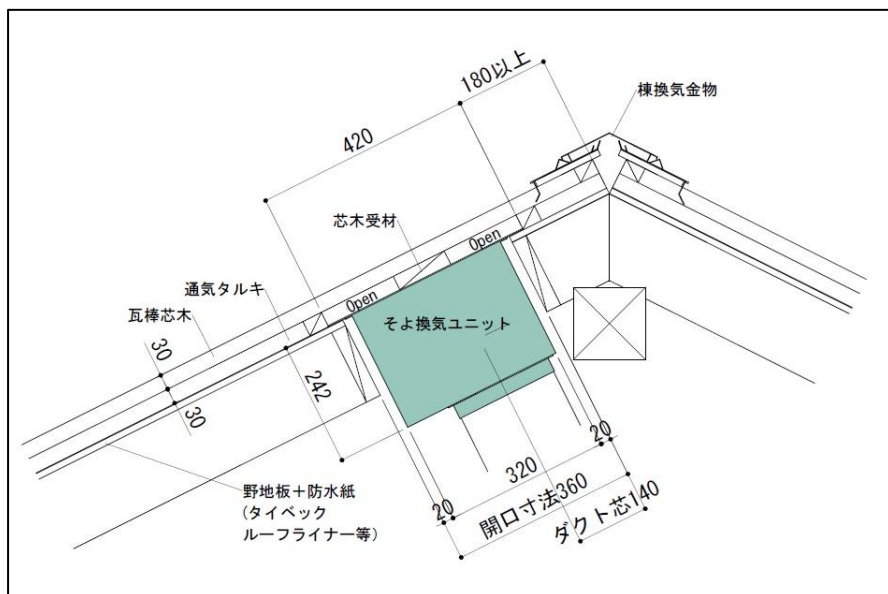 180以上
棟換気金物
420
芯木受材
Open
通気タルキ
Open
瓦棒芯木
そよ換気ユニット
30
30
242
20
320
野地板+防水紙
(タイベック
ルーフライナー等)
20
開口寸法360
ダクト芯140